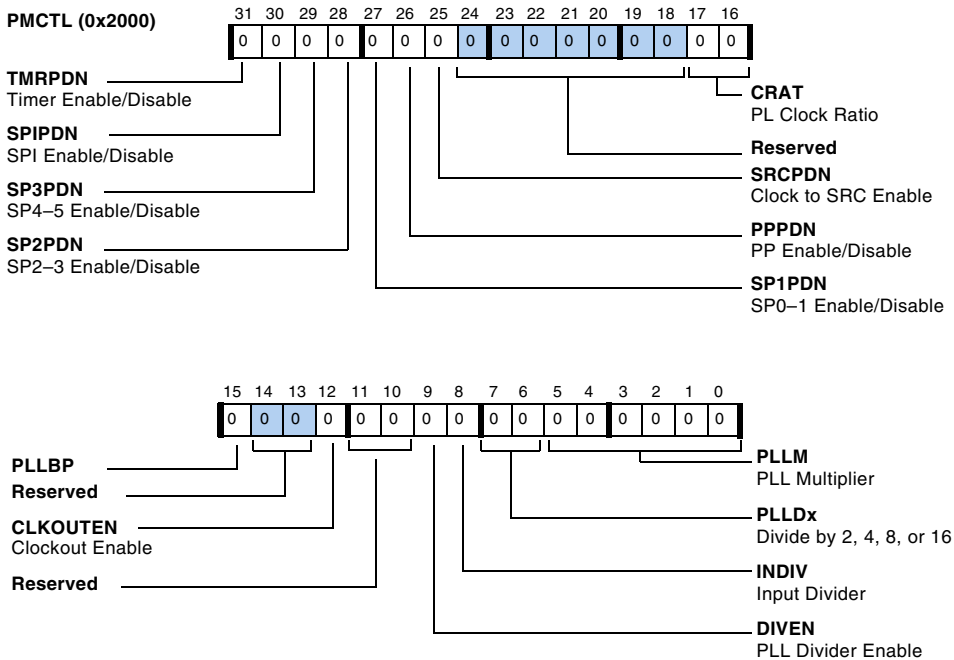 PMCTL (0x2000)
31 30 29 28 27 26 25 24 23 22 21 20 19 18 17 16
0 0 0 0 0 0 0 0 0 0 0 0 0 0 0 0
TMRPDN
Timer Enable/Disable
SPIPDN
SPI Enable/Disable
SP3PDN
SP4–5 Enable/Disable
SP2PDN
SP2–3 Enable/Disable
CRAT
PL Clock Ratio
Reserved
SRCPDN
Clock to SRC Enable
PPPDN
PP Enable/Disable
SP1PDN
SP0–1 Enable/Disable
15 14 13 12 11 10 9 8 7 6 5 4 3 2 1 0
0 0 0 0 0 0 0 0 0 0 0 0 0 0 0 0
PLLBP
Reserved
CLKOUTEN
Clockout Enable
Reserved
PLLM
PLL Multiplier
PLLDx
Divide by 2, 4, 8, or 16
INDIV
Input Divider
DIVEN
PLL Divider Enable